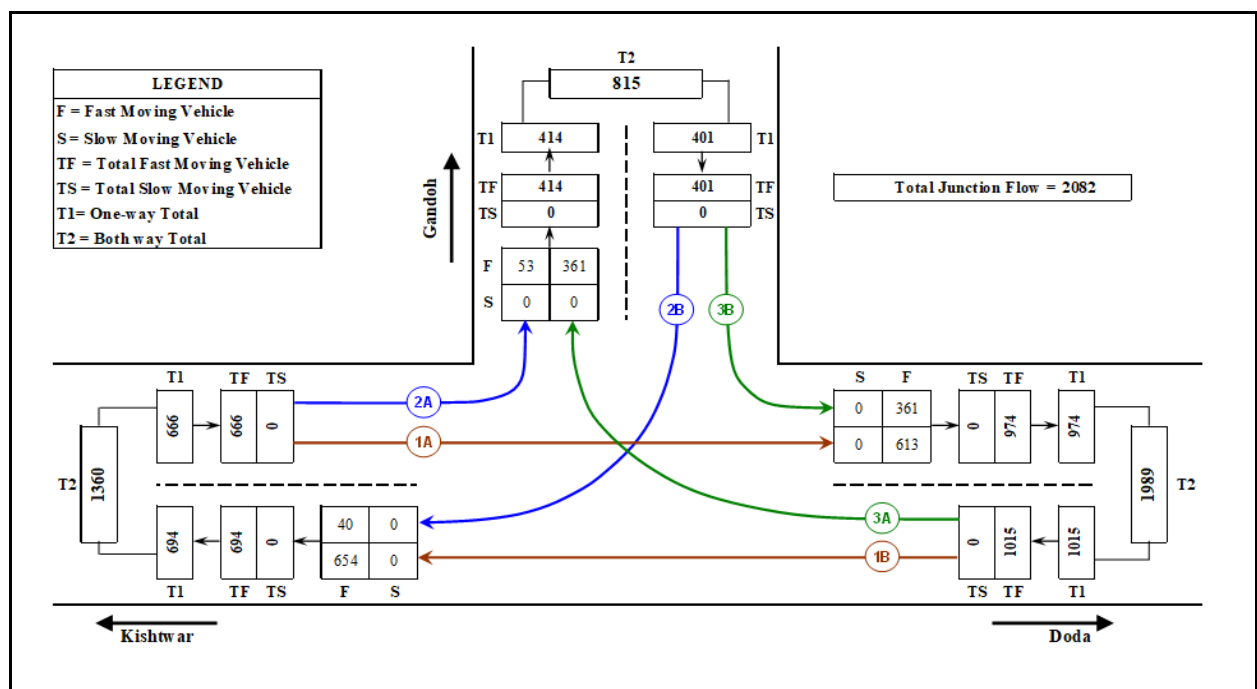 T2
815
LEGEND
F = Fast Moving Vehicle
S = Slow Moving Vehicle
TF = Total Fast Moving Vehicle
TS = Total Slow Moving Vehicle
T1= One-way Total
T2 = Both way Total
Gandoh
T1 414 401 T1
TF 414 401 TF
TS 0 0 TS
F 53 361
S 0 0
Total Junction Flow = 2082
2B 3B
T1 TF TS
666 666 0
2A
1A
S F
0 361
0 613
TS TF T1
0 974 974
T2 1360
1989 T2
694 694 0
T1 TF TS
40 0
654 0
F S
3A
1B
0 1015 1015
TS TF T1
Kishtwar
Doda